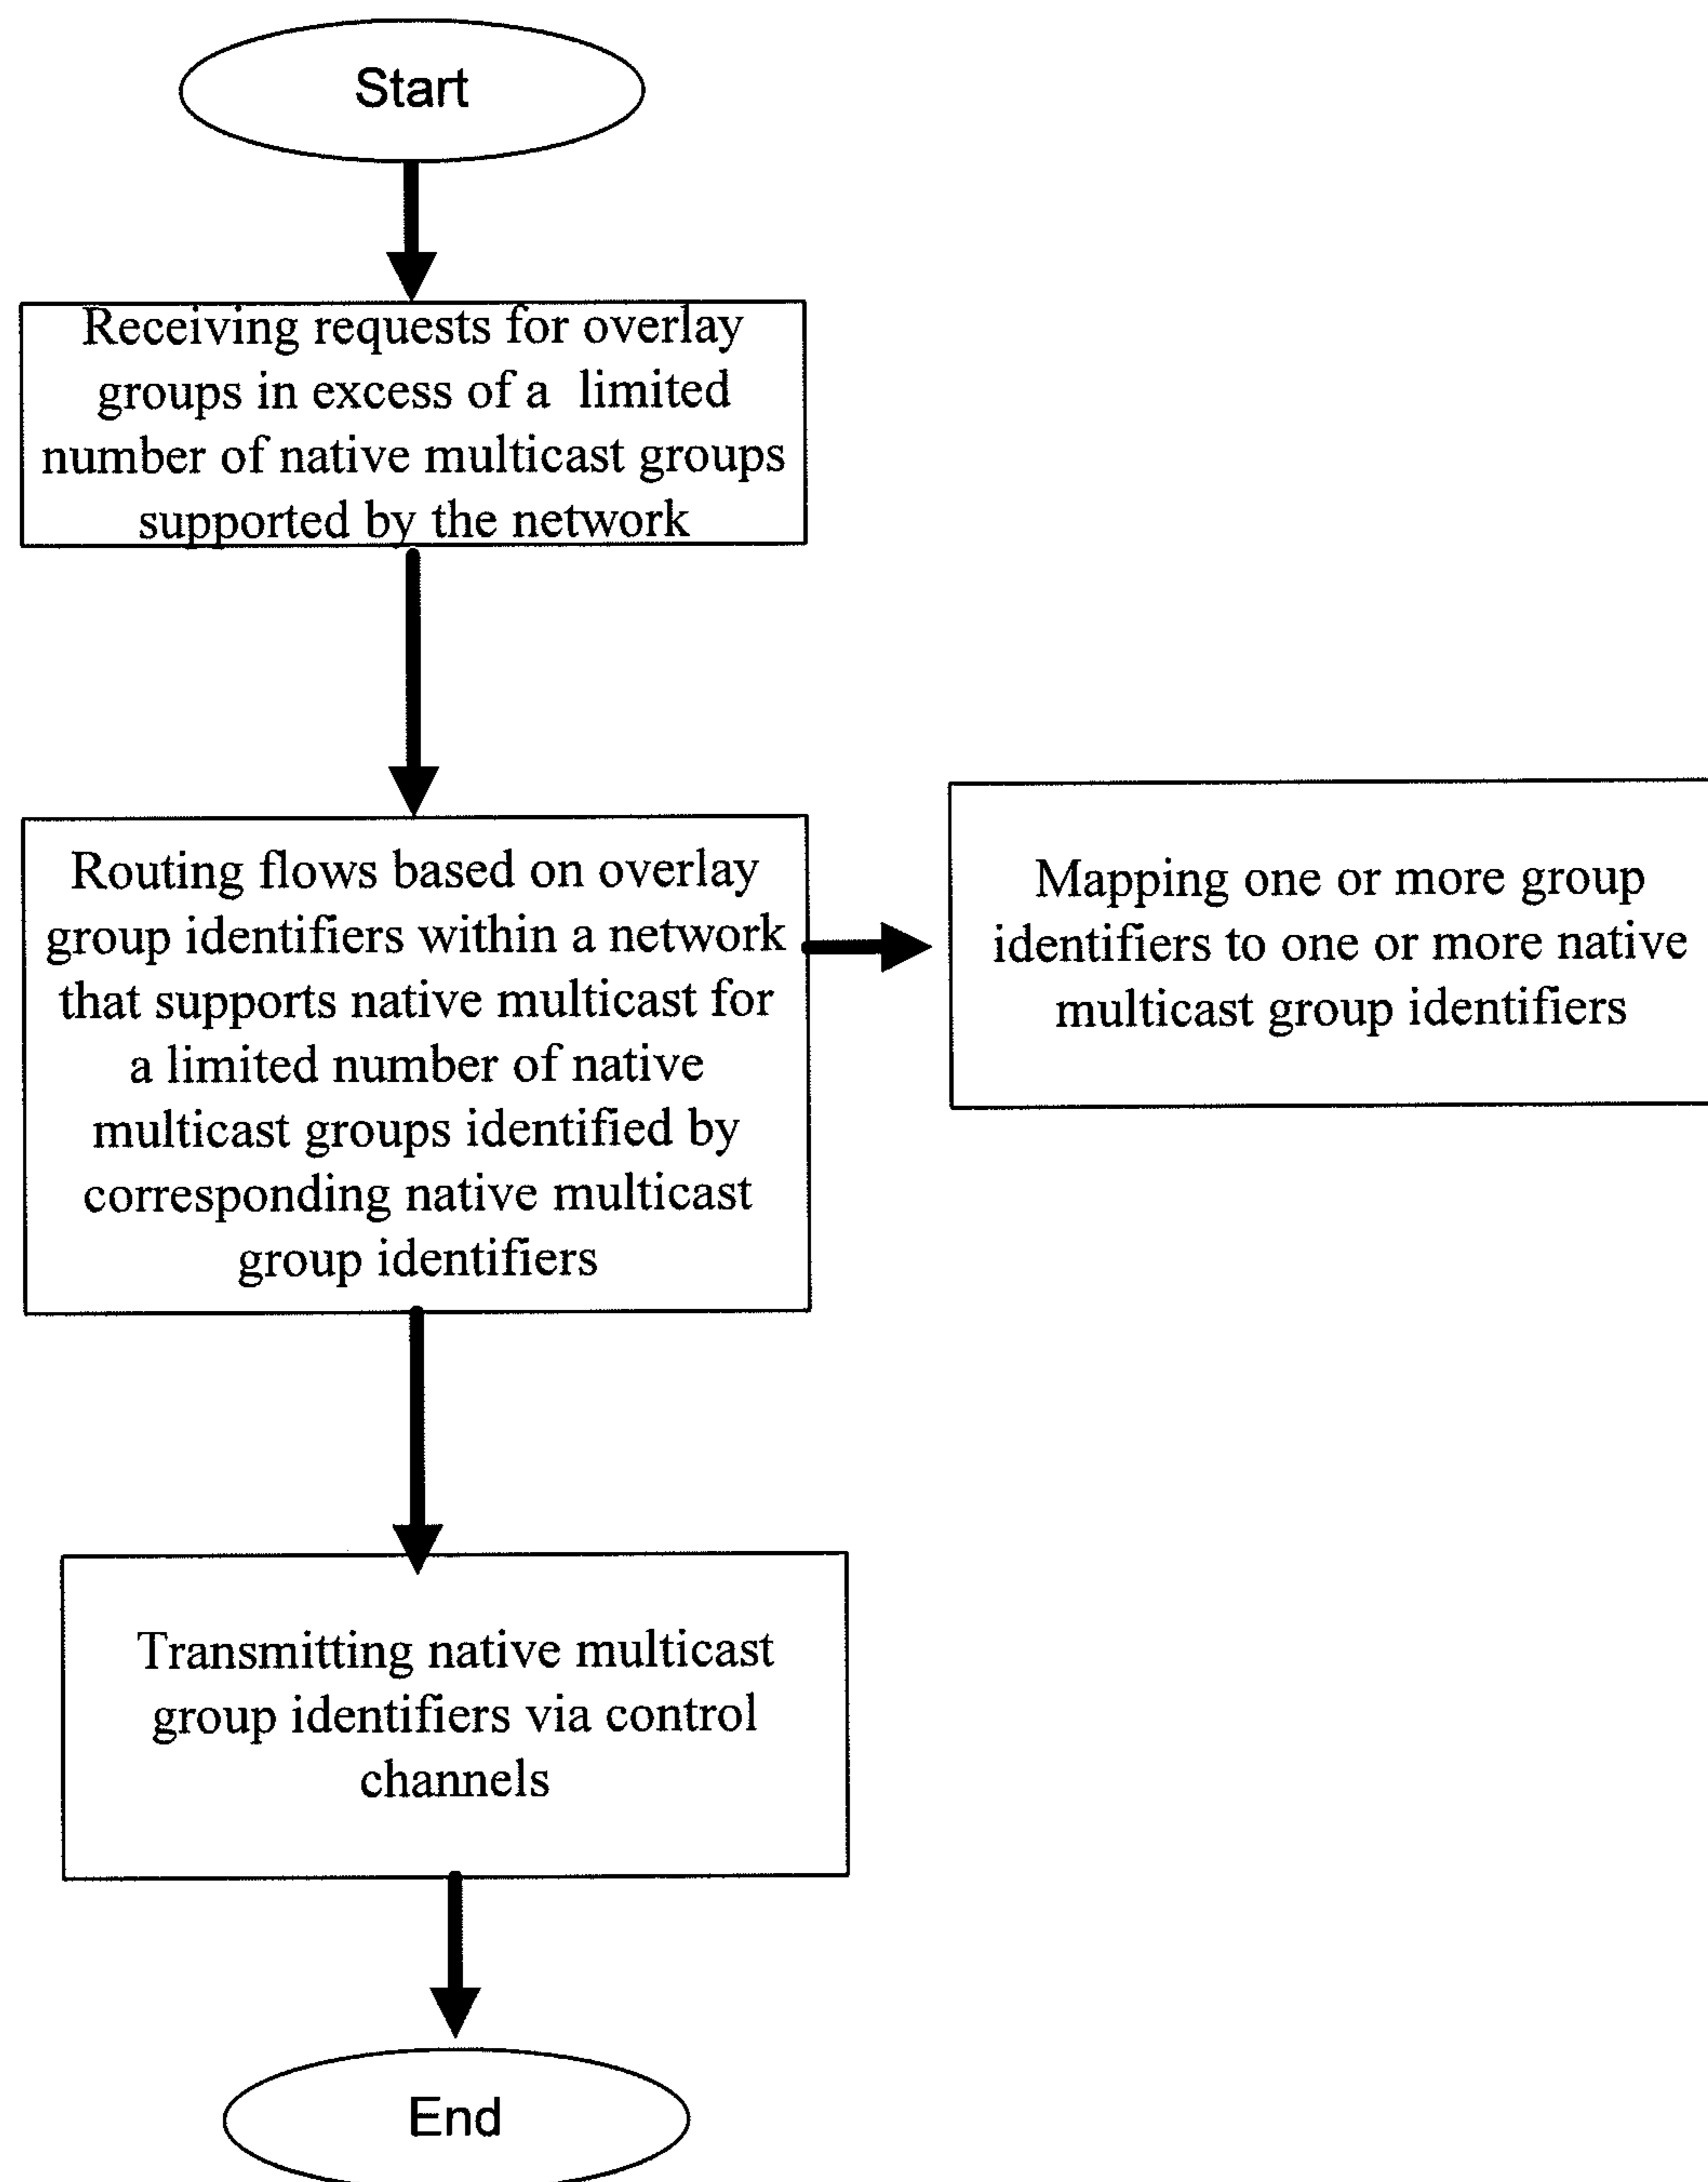 Start
Receiving requests for overlay
groups in excess of a limited
number of native multicast groups
supported by the network
Routing flows based on overlay
group identifiers within a network
that supports native multicast for
a limited number of native
multicast groups identified by
corresponding native multicast
group identifiers
Mapping one or more group
identifiers to one or more native
multicast group identifiers
Transmitting native multicast
group identifiers via control
channels
End